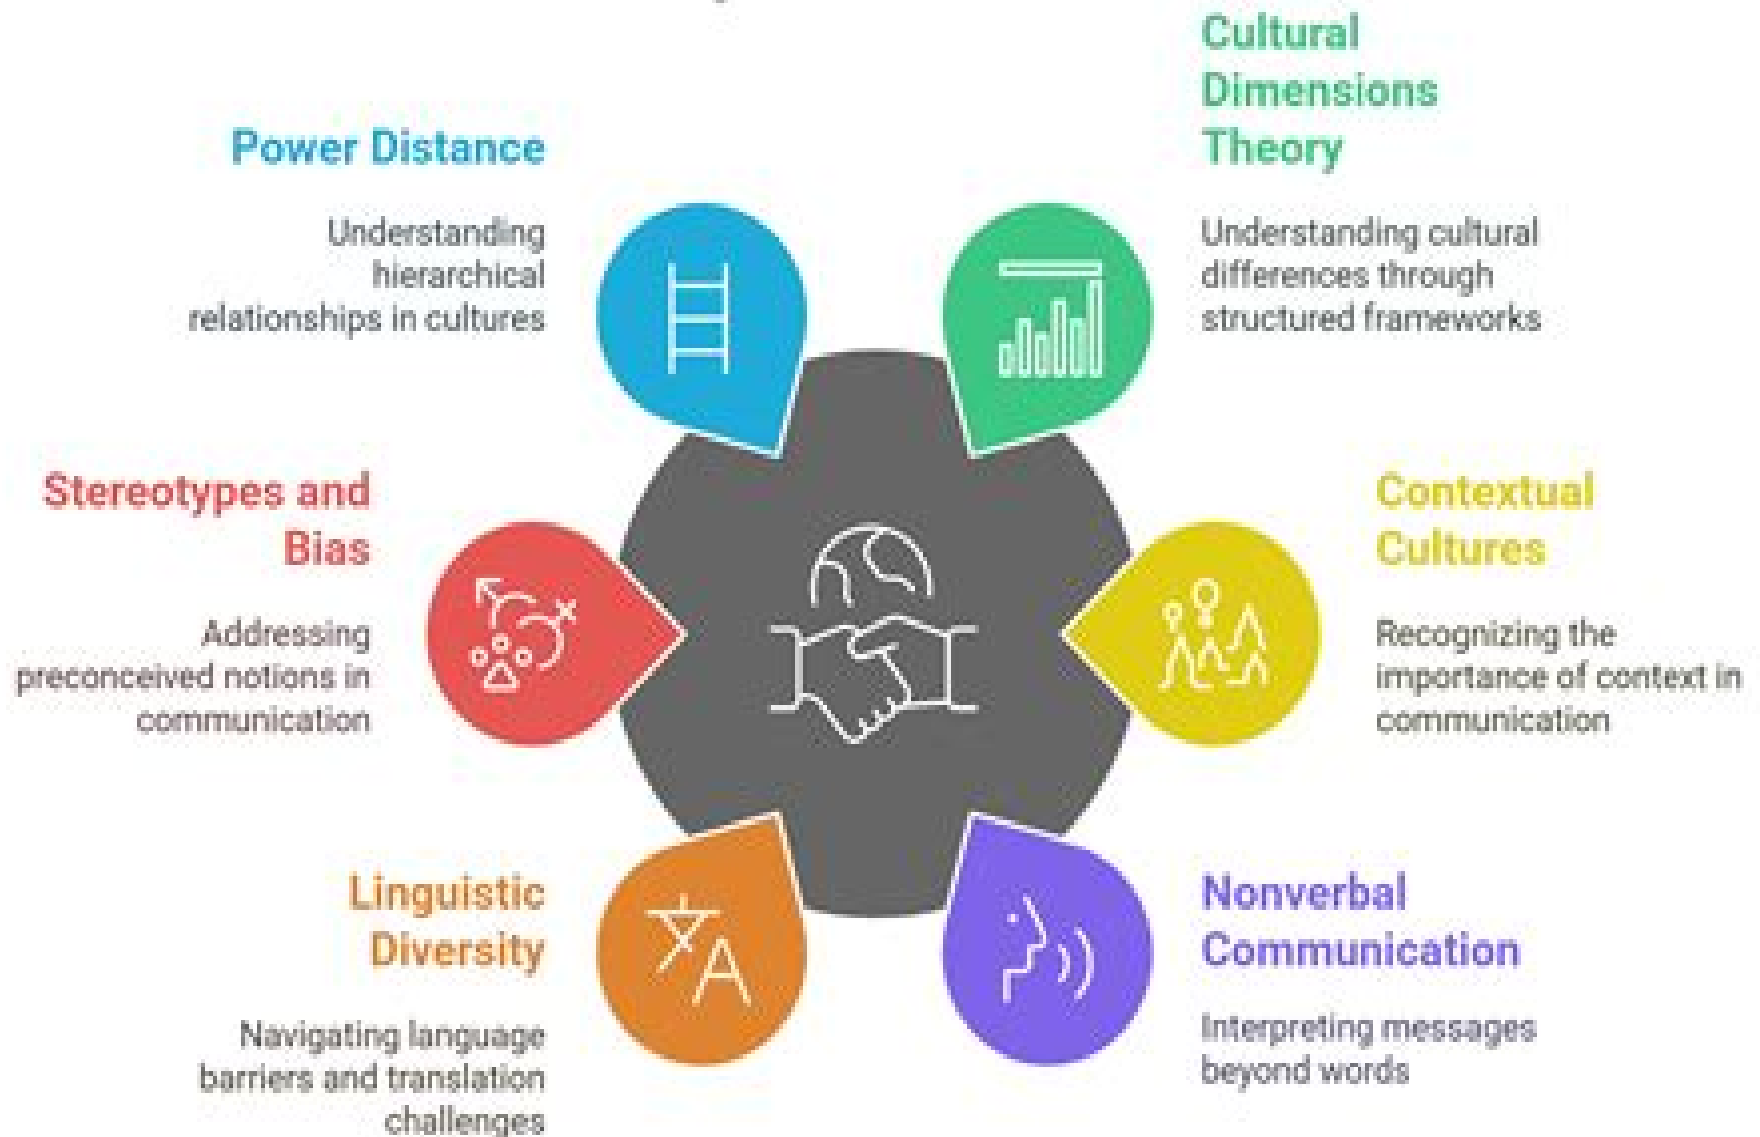 Cultural
Dimensions
Theory
Understanding cultural
differences through
structured frameworks
Power Distance
Understanding
hierarchical
relationships in cultures
Stereotypes and
Bias
Addressing
preconceived notions in
communication
Contextual
Cultures
Recognizing the
importance of context in
communication
Linguistic
Diversity
Navigating language
barriers and translation
challenges
Nonverbal
Communication
Interpreting messages
beyond words
文A